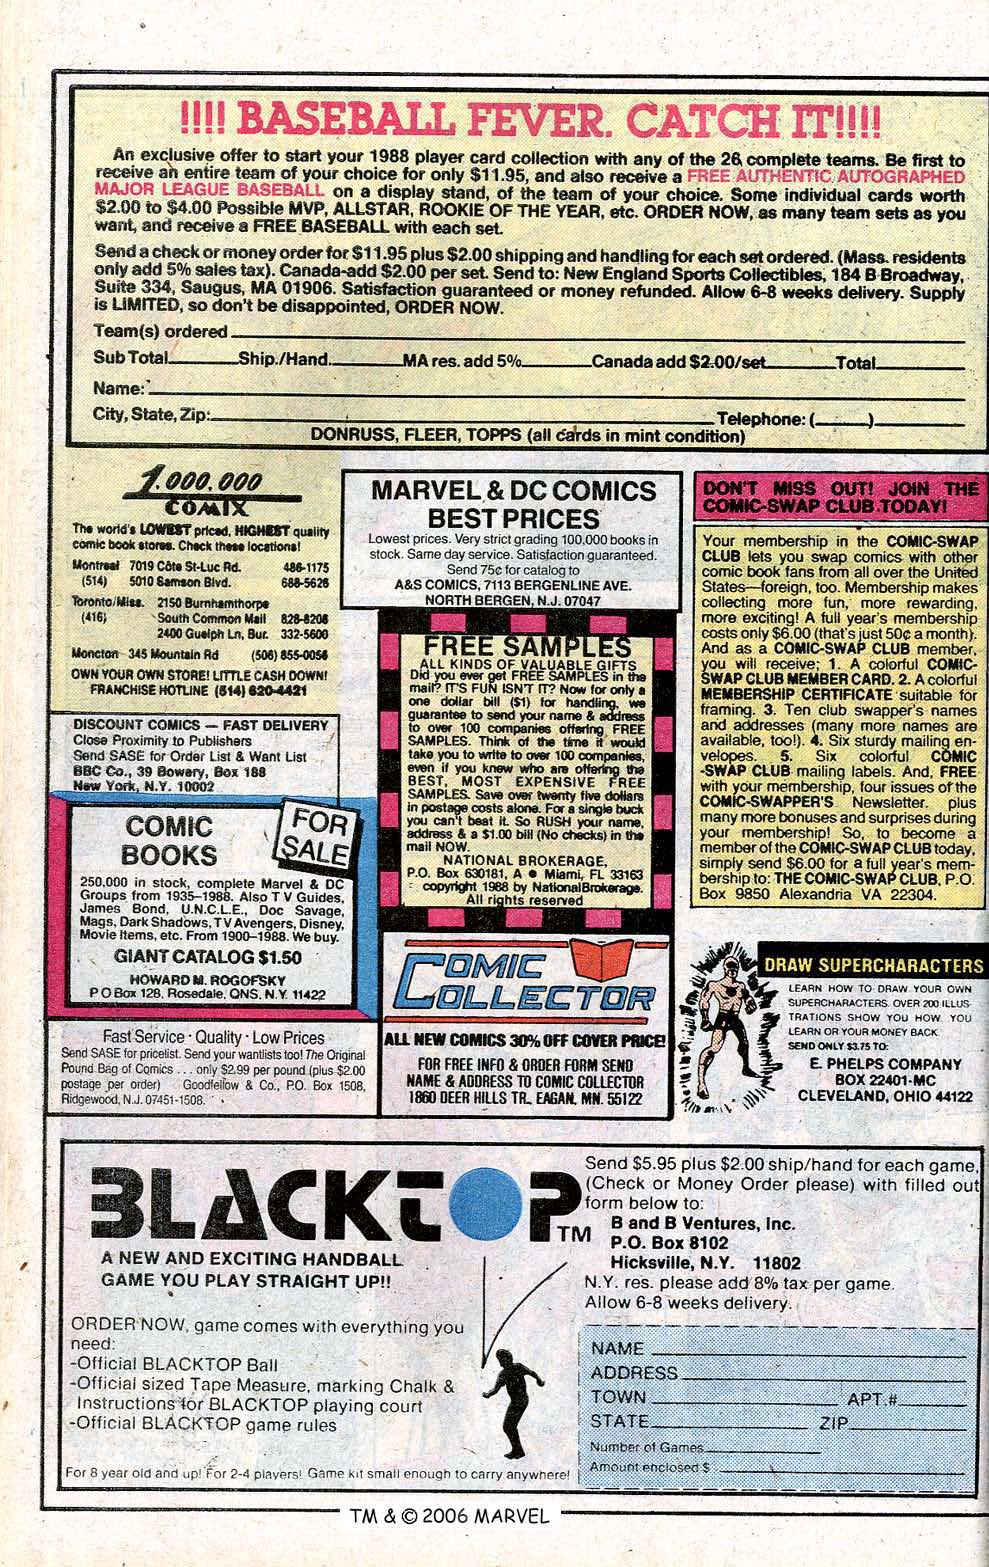 !!!! BASEBALL FEVER. CATCH IT!!!!
An exclusive offer to start your 1988 player card collection with any of the 26 complete teams. Be first to
receive an entire team of your choice for only $11.95, and also receive a FREE AUTHENTIC AUTOGRAPHED
MAJOR LEAGUE BASEBALL on a display stand, of the team of your choice. Some individual cards worth
$2.00 to $4.00 Possible MVP, ALLSTAR, ROOKIE OF THE YEAR, etc. ORDER NOW, as many team sets as you
want, and receive a FREE BASEBALL with each set.
Send a check or money order for $11.95 plus $2.00 shipping and handling for each set ordered. (Mass. residents
only add 5% sales tax). Canada-add $2.00 per set. Send to: New England Sports Collectibles, 184 B Broadway,
Suite 334, Saugus, MA 01906. Satisfaction guaranteed or money refunded. Allow 6-8 weeks delivery. Supply
is LIMITED, so don't be disappointed, ORDER NOW.
Team(s) ordered
Sub Total Ship./Hand. MA res. add 5% Canada add $2.00/set Total
Name:
City, State, Zip: Telephone: ( )
DONRUSS, FLEER, TOPPS (all cards in mint condition)
1,000,000
COMIX
The world's LOWEST priced, HIGHEST quality
comic book stores. Check these locations!
Montreal 7019 Côte St-Luc Rd. 486-1175
(514) 5010 Samson Blvd. 688-5626
Toronto/Miss. 2150 Burnhamthorpe
(416) South Common Mall 828-8208
2400 Guelph Ln, Bur. 332-5600
Moncton 345 Mountain Rd (506) 855-0056
OWN YOUR OWN STORE! LITTLE CASH DOWN!
FRANCHISE HOTLINE (514) 620-4421
DISCOUNT COMICS — FAST DELIVERY
Close Proximity to Publishers
Send SASE for Order List & Want List
BBC Co., 39 Bowery, Box 188
New York, N.Y. 10002
COMIC
BOOKS
FOR
SALE
250,000 in stock, complete Marvel & DC
Groups from 1935–1988. Also T V Guides,
James Bond, U.N.C.L.E., Doc Savage,
Mags, Dark Shadows, TV Avengers, Disney,
Movie Items, etc. From 1900–1988. We buy.
GIANT CATALOG $1.50
HOWARD M. ROGOFSKY
P O Box 128, Rosedale, QNS, N.Y. 11422
Fast Service · Quality · Low Prices
Send SASE for pricelist. Send your wantlists too! The Original
Pound Bag of Comics . . . only $2.99 per pound (plus $2.00
postage per order) Goodfellow & Co., P.O. Box 1508,
Ridgewood, N.J. 07451-1508.
MARVEL & DC COMICS
BEST PRICES
Lowest prices. Very strict grading 100,000 books in
stock. Same day service. Satisfaction guaranteed.
Send 75¢ for catalog to
A&S COMICS, 7113 BERGENLINE AVE.
NORTH BERGEN, N.J. 07047
FREE SAMPLES
ALL KINDS OF VALUABLE GIFTS
Did you ever get FREE SAMPLES in the
mail? IT'S FUN ISN'T IT? Now for only a
one dollar bill ($1) for handling, we
guarantee to send your name & address
to over 100 companies offering FREE
SAMPLES. Think of the time it would
take you to write to over 100 companies,
even if you knew who are offering the
BEST, MOST EXPENSIVE FREE
SAMPLES. Save over twenty five dollars
in postage costs alone. For a single buck
you can't beat it. So RUSH your name,
address & a $1.00 bill (No checks) in the
mail NOW.
NATIONAL BROKERAGE,
P.O. Box 630181, A ● Miami, FL 33163
copyright 1988 by NationalBrokerage.
All rights reserved
COMIC
COLLECTOR
ALL NEW COMICS 30% OFF COVER PRICE!
FOR FREE INFO & ORDER FORM SEND
NAME & ADDRESS TO COMIC COLLECTOR
1860 DEER HILLS TR., EAGAN, MN. 55122
DON'T MISS OUT! JOIN THE
COMIC-SWAP CLUB TODAY!
Your membership in the COMIC-SWAP
CLUB lets you swap comics with other
comic book fans from all over the United
States—foreign, too. Membership makes
collecting more fun, more rewarding,
more exciting! A full year's membership
costs only $6.00 (that's just 50¢ a month).
And as a COMIC-SWAP CLUB member,
you will receive; 1. A colorful COMIC-
SWAP CLUB MEMBER CARD. 2. A colorful
MEMBERSHIP CERTIFICATE suitable for
framing. 3. Ten club swapper's names
and addresses (many more names are
available, too!). 4. Six sturdy mailing en-
velopes. 5. Six colorful COMIC
-SWAP CLUB mailing labels. And, FREE
with your membership, four issues of the
COMIC-SWAPPER'S Newsletter. plus
many more bonuses and surprises during
your membership! So, to become a
member of the COMIC-SWAP CLUB today,
simply send $6.00 for a full year's mem-
bership to: THE COMIC-SWAP CLUB, P.O.
Box 9850 Alexandria VA 22304.
DRAW SUPERCHARACTERS
LEARN HOW TO DRAW YOUR OWN
SUPERCHARACTERS. OVER 200 ILLUS-
TRATIONS SHOW YOU HOW. YOU
LEARN OR YOUR MONEY BACK.
SEND ONLY $3.75 TO:
E. PHELPS COMPANY
BOX 22401-MC
CLEVELAND, OHIO 44122
BLACKTOP TM
A NEW AND EXCITING HANDBALL
GAME YOU PLAY STRAIGHT UP!!
ORDER NOW, game comes with everything you
need:
-Official BLACKTOP Ball
-Official sized Tape Measure, marking Chalk &
Instructions for BLACKTOP playing court
-Official BLACKTOP game rules
For 8 year old and up! For 2-4 players! Game kit small enough to carry anywhere!
Send $5.95 plus $2.00 ship/hand for each game,
(Check or Money Order please) with filled out
form below to:
B and B Ventures, Inc.
P.O. Box 8102
Hicksville, N.Y. 11802
N.Y. res. please add 8% tax per game.
Allow 6-8 weeks delivery.
NAME
ADDRESS
TOWN APT.#
STATE ZIP
Number of Games
Amount enclosed $
TM & © 2006 MARVEL